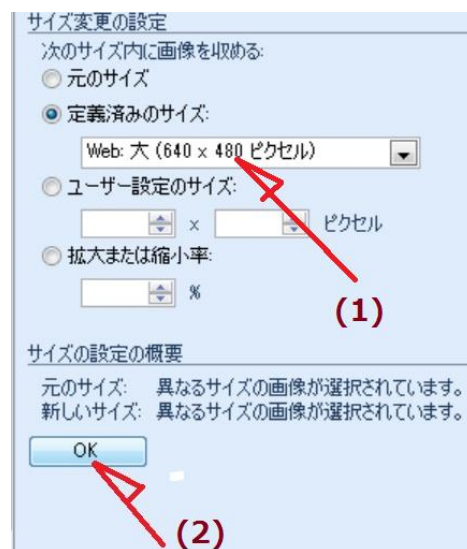 サイズ変更の設定
次のサイズ内に画像を収める:
元のサイズ
定義済みのサイズ:
Web: 大 (640 x 480 ピクセル)
ユーザー設定のサイズ:
x ピクセル
拡大または縮小率:
%
(1)
サイズの設定の概要
元のサイズ: 異なるサイズの画像が選択されています。
新しいサイズ: 異なるサイズの画像が選択されています。
OK
(2)